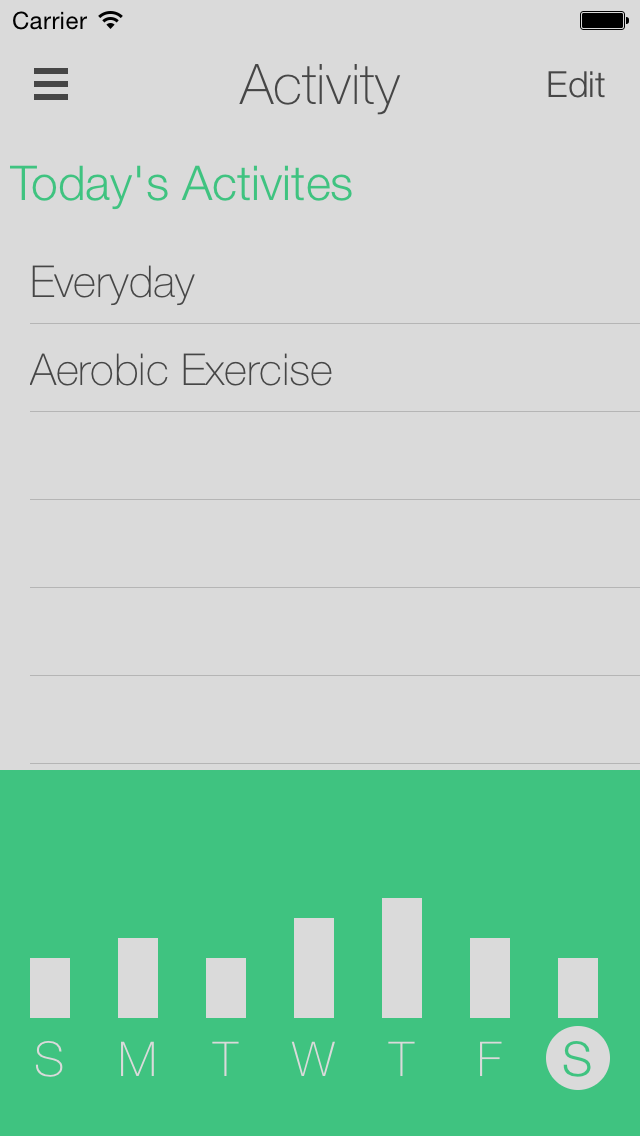 Carrier
Activity
Edit
Today's Activites
Everyday
Aerobic Exercise
S M T W T F S